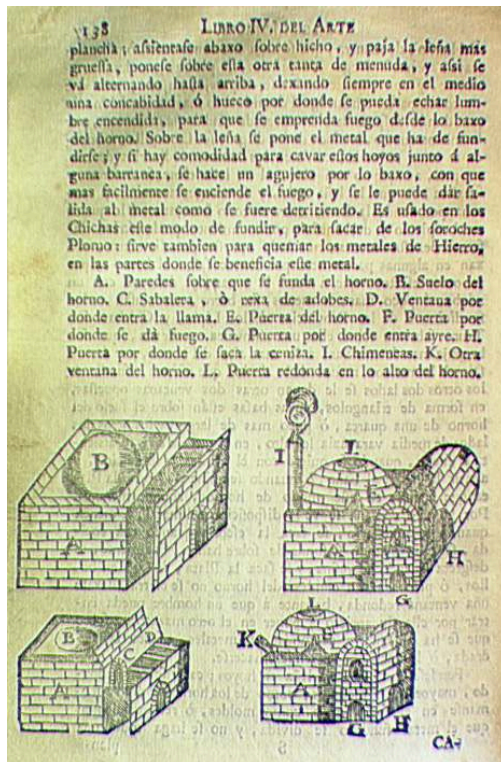 138 LIBRO IV. DEL ARTE
plancha; assientase abaxo sobre hicho, y paja la leña mas
gruessa, ponese sobre esta otra tanta de menuda, y assi se
và alternando hasta arriba, dexando siempre en el medio
una concabidad, ò hueco por donde se pueda echar lum-
bre encendida, para que se emprenda fuego desde lo baxo
del horno. Sobre la leña se pone el metal que ha de fun-
dirse; y si hay comodidad para cavar estos hoyos junto á al-
guna barranca, se hace un agujero por lo baxo, con que
mas facilmente se enciende el fuego, y se le puede dár sa-
lida al metal como se fuere derritiendo. Es usado en los
Chichas este modo de fundir, para sacar de los soroches
Plomo: sirve tambien para quemar los metales de Hierro,
en las partes donde se beneficia este metal.
A. Paredes sobre que se funda el horno. B. Suelo del
horno. C. Sabalera, ò rexa de adobes. D. Ventana por
donde entra la llama. E. Puerta del horno. F. Puerta por
donde se dà fuego. G. Puerta por donde entra ayre. H.
Puerta por donde se saca la ceniza. I. Chimeneas. K. Otra
ventana del horno. L. Puerta redonda en lo alto del horno.
B
A
I
L
E
A
H
G
B
D
C
A
L
K
E
A
G
H
CA-